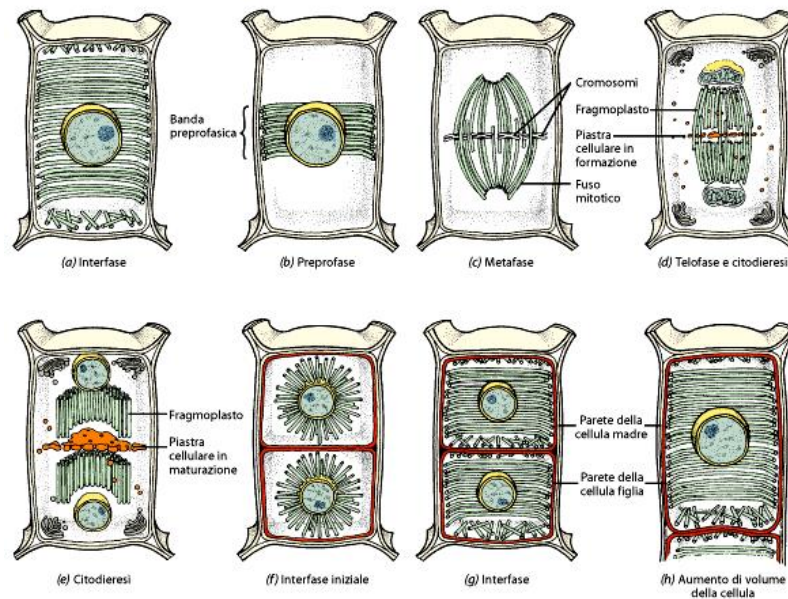 Banda
preprofasica
Cromosomi
Fragmoplasto
Piastra
cellulare in
formazione
Fuso
mitotico
(a) Interfase
(b) Preprofase
(c) Metafase
(d) Telofase e citodieresi
Fragmoplasto
Piastra
cellulare in
maturazione
Parete della
cellula madre
Parete della
cellula figlia
(e) Citodieresi
(f) Interfase iniziale
(g) Interfase
(h) Aumento di volume
della cellula